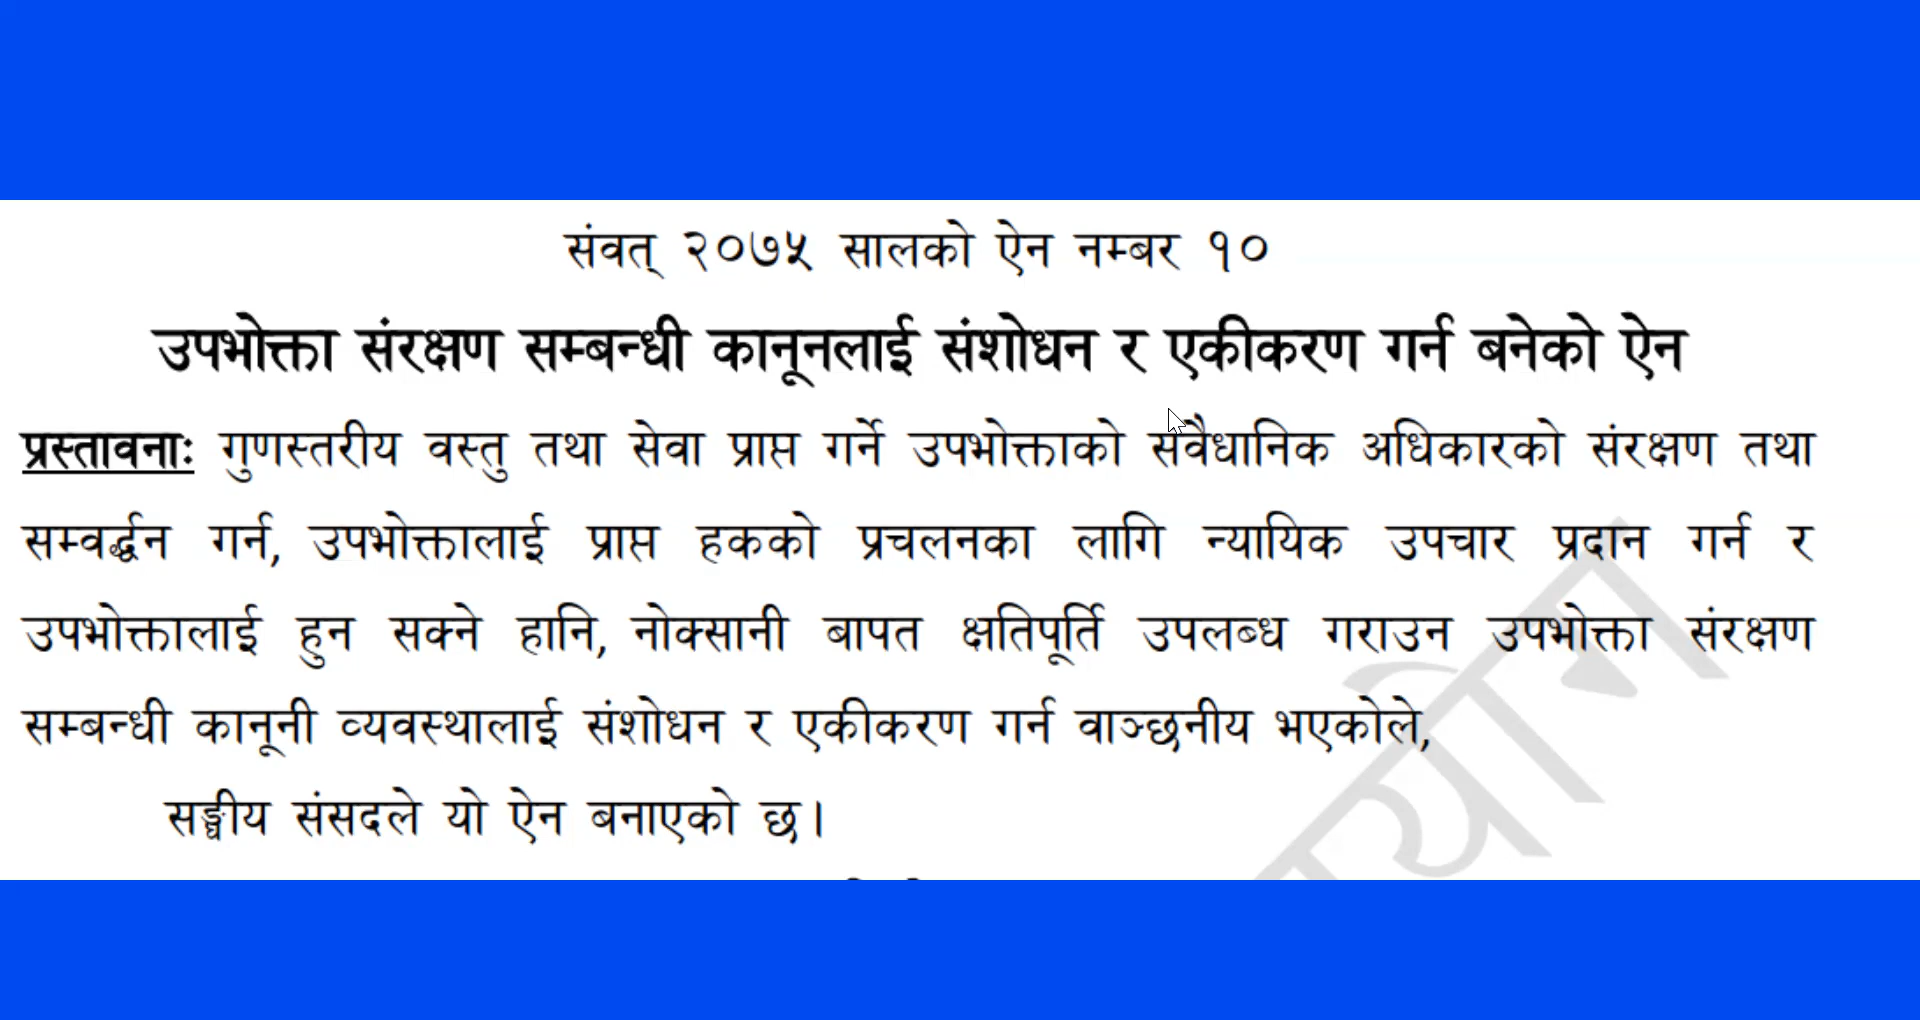 संवत् २०७५ सालको ऐन नम्बर १०
उपभोक्ता संरक्षण सम्बन्धी कानूनलाई संशोधन र एकीकरण गर्न बनेको ऐन
प्रस्तावनाः गुणस्तरीय वस्तु तथा सेवा प्राप्त गर्ने उपभोक्ताको संवैधानिक अधिकारको संरक्षण तथा
सम्वर्द्धन गर्न, उपभोक्तालाई प्राप्त हकको प्रचलनका लागि न्यायिक उपचार प्रदान गर्न र
उपभोक्तालाई हुन सक्ने हानि, नोक्सानी बापत क्षतिपूर्ति उपलब्ध गराउन उपभोक्ता संरक्षण
सम्बन्धी कानूनी व्यवस्थालाई संशोधन र एकीकरण गर्न वाञ्छनीय भएकोले,
सङ्घीय संसदले यो ऐन बनाएको छ।